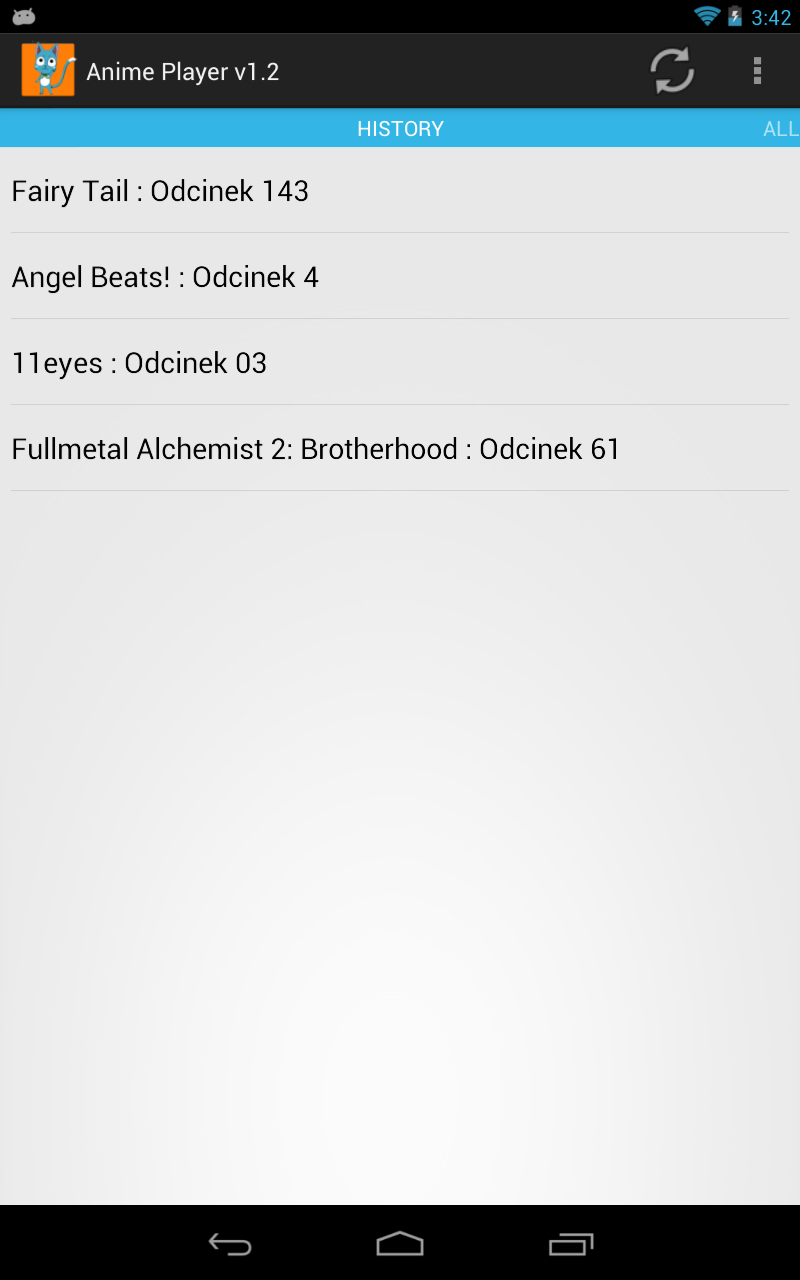 3:42
Anime Player v1.2
HISTORY
ALL
Fairy Tail : Odcinek 143
Angel Beats! : Odcinek 4
11eyes : Odcinek 03
Fullmetal Alchemist 2: Brotherhood : Odcinek 61